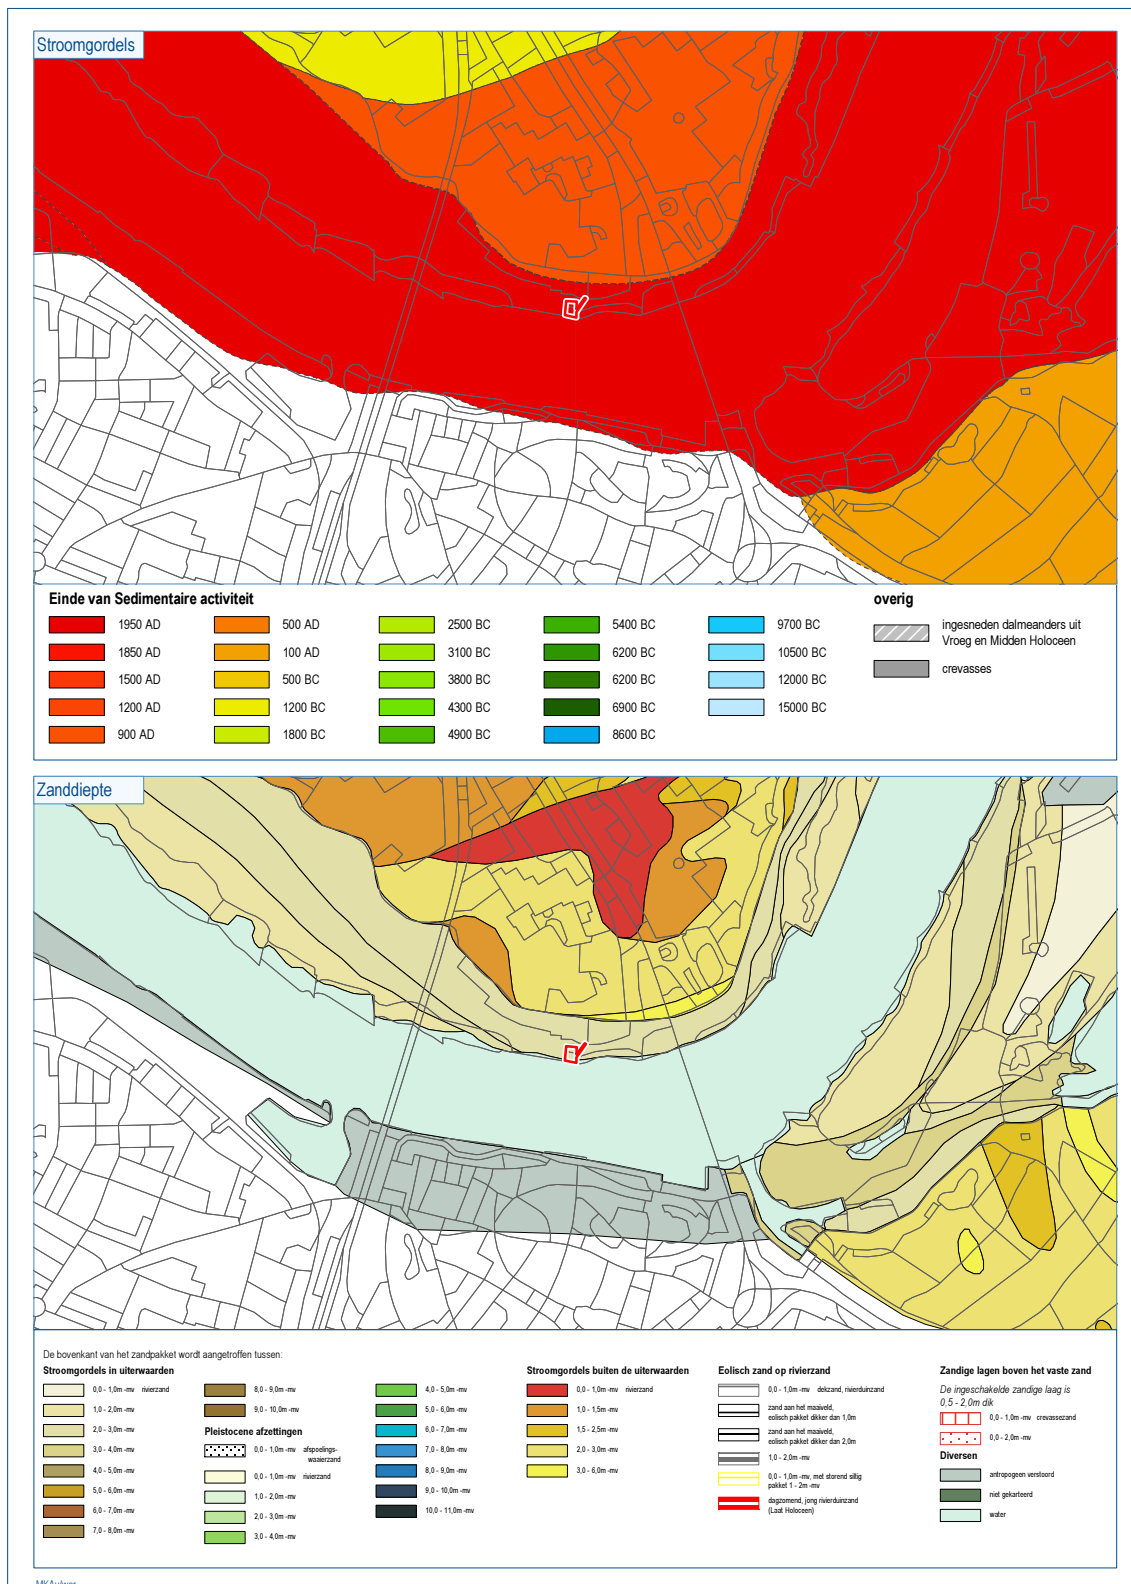 Stroomgordels
Einde van Sedimentaire activiteit
1950 AD
1850 AD
1500 AD
1200 AD
900 AD
500 AD
100 AD
500 BC
1200 BC
1800 BC
2500 BC
3100 BC
3800 BC
4300 BC
4900 BC
5400 BC
6200 BC
6200 BC
6900 BC
8600 BC
9700 BC
10500 BC
12000 BC
15000 BC
overig
ingesneden dalmeanders uit
Vroeg en Midden Holoceen
crevasses
Zanddiepte
De bovenkant van het zandpakket wordt aangetroffen tussen:
Stroomgordels in uiterwaarden
0,0 - 1,0m -mv rivierzand
1,0 - 2,0m -mv
2,0 - 3,0m -mv
3,0 - 4,0m -mv
4,0 - 5,0m -mv
5,0 - 6,0m -mv
6,0 - 7,0m -mv
7,0 - 8,0m -mv
8,0 - 9,0m -mv
9,0 - 10,0m -mv
Pleistocene afzettingen
0,0 - 1,0m -mv afspoelings-
waaierzand
0,0 - 1,0m -mv rivierzand
1,0 - 2,0m -mv
2,0 - 3,0m -mv
3,0 - 4,0m -mv
4,0 - 5,0m -mv
5,0 - 6,0m -mv
6,0 - 7,0m -mv
7,0 - 8,0m -mv
8,0 - 9,0m -mv
9,0 - 10,0m -mv
10,0 - 11,0m -mv
Stroomgordels buiten de uiterwaarden
0,0 - 1,0m -mv rivierzand
1,0 - 1,5m -mv
1,5 - 2,5m -mv
2,0 - 3,0m -mv
3,0 - 6,0m -mv
Eolisch zand op rivierzand
0,0 - 1,0m -mv dekzand, rivierduinzand
zand aan het maaiveld,
eolisch pakket dikker dan 1,0m
zand aan het maaiveld,
eolisch pakket dikker dan 2,0m
1,0 - 2,0m -mv
0,0 - 1,0m -mv, met storend siltig
pakket 1 - 2m -mv
dagzomend, jong rivierduinzand
(Laat Holoceen)
Zandige lagen boven het vaste zand
De ingeschakelde zandige laag is
0,5 - 2,0m dik
0,0 - 1,0m -mv crevassezand
0,0 - 2,0m -mv
Diversen
antropogeen verstoord
niet gekarteerd
water